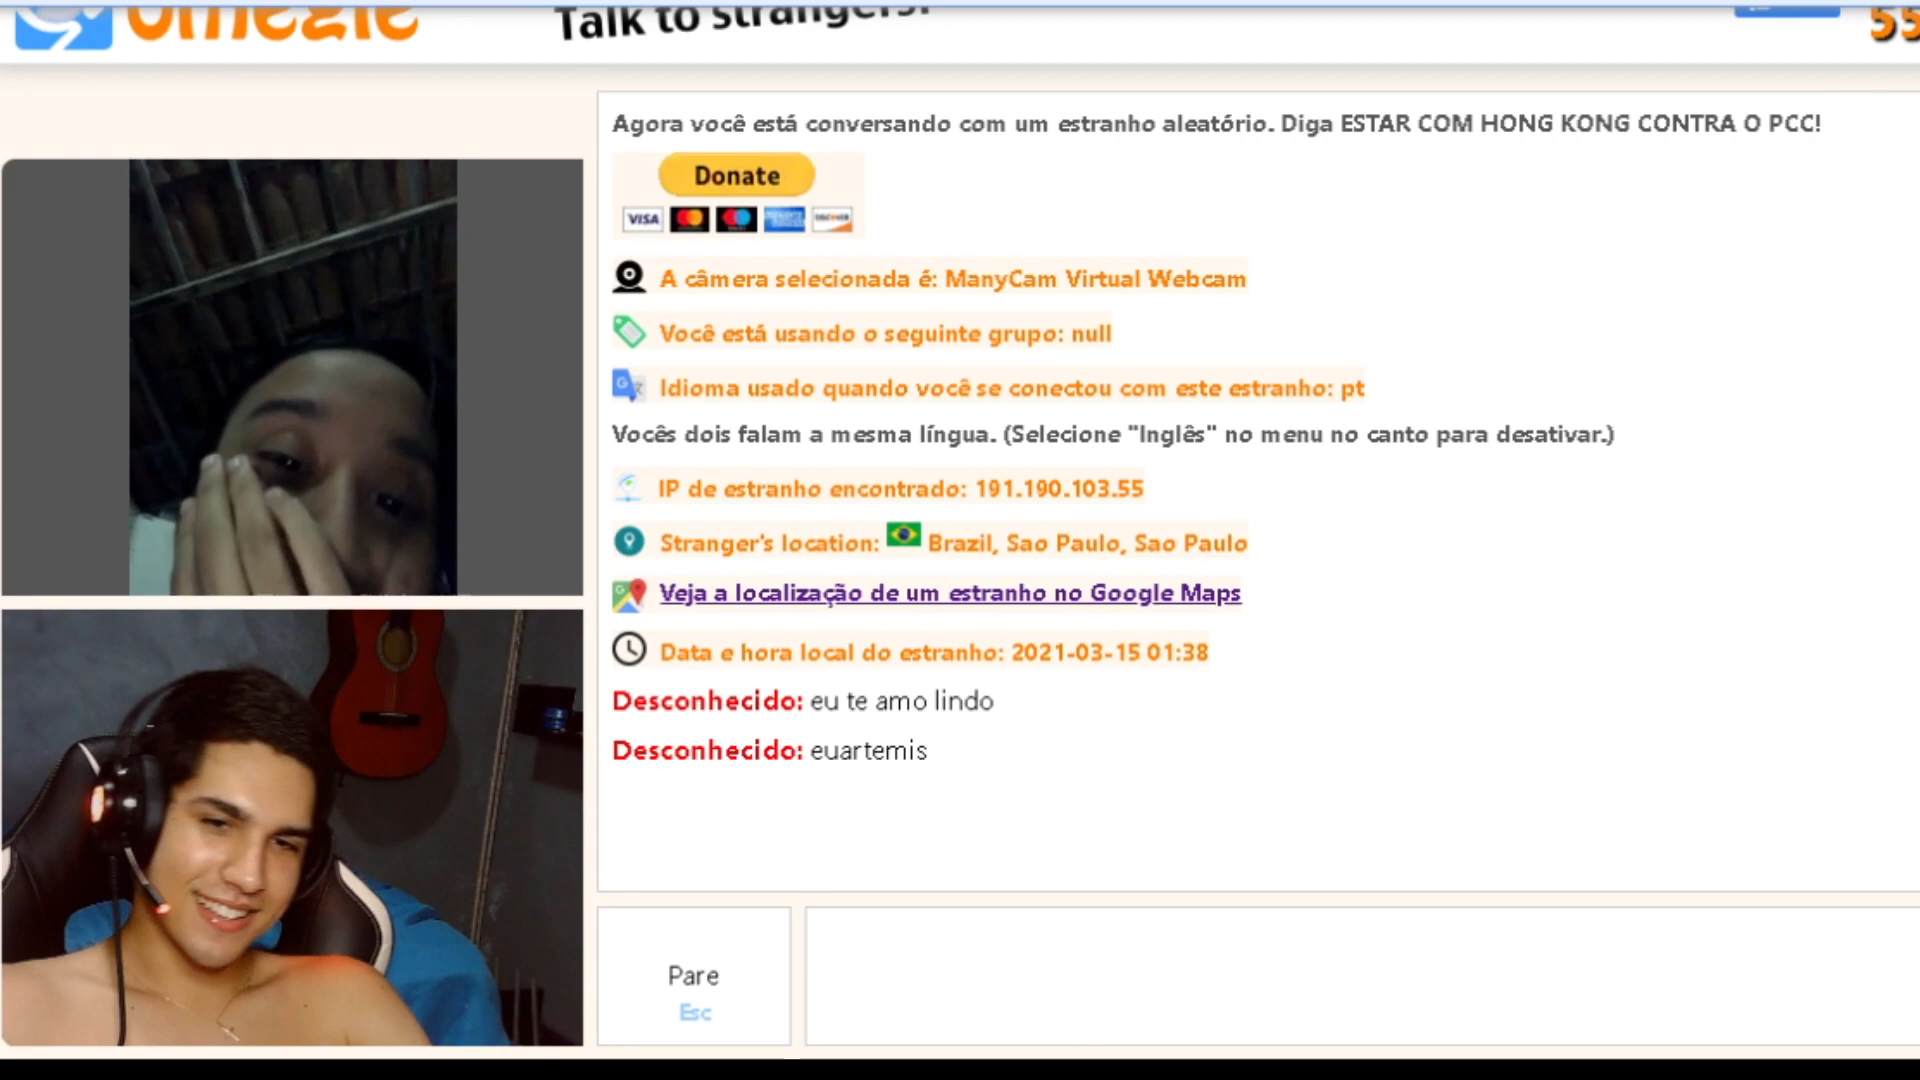 omegle
Talk to strangers!
55
Agora você está conversando com um estranho aleatório. Diga ESTAR COM HONG KONG CONTRA O PCC!
Donate
VISA
A câmera selecionada é: ManyCam Virtual Webcam
Você está usando o seguinte grupo: null
Idioma usado quando você se conectou com este estranho: pt
Vocês dois falam a mesma língua. (Selecione "Inglês" no menu no canto para desativar.)
IP de estranho encontrado: 191.190.103.55
Stranger's location: Brazil, Sao Paulo, Sao Paulo
Veja a localização de um estranho no Google Maps
Data e hora local do estranho: 2021-03-15 01:38
Desconhecido: eu te amo lindo
Desconhecido: euartemis
Pare
Esc